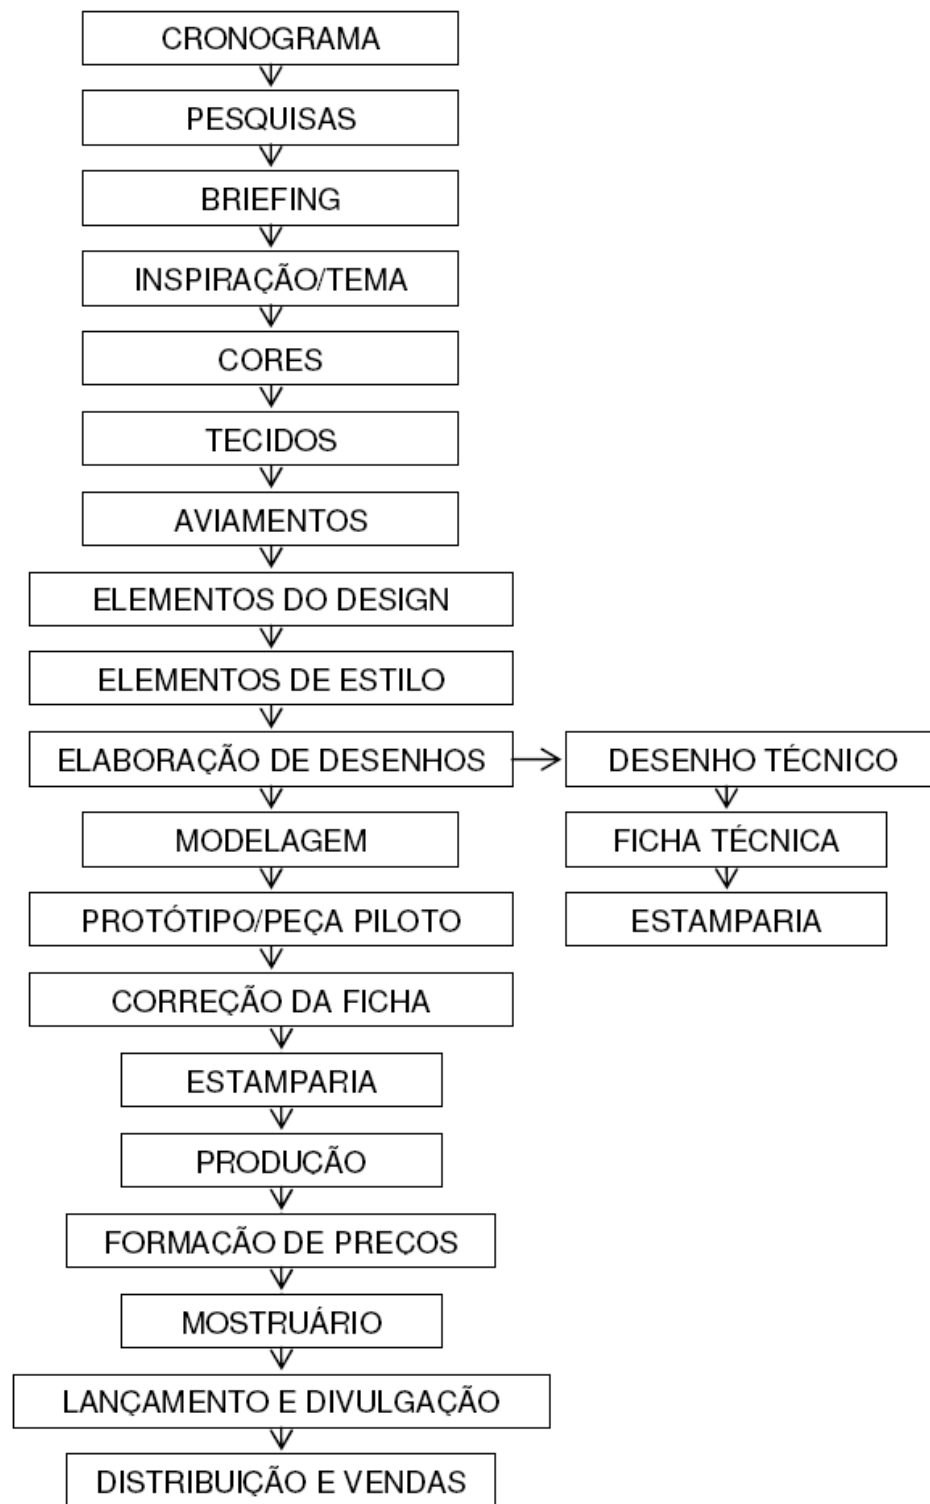 CRONOGRAMA
PESQUISAS
BRIEFING
INSPIRAÇÃO/TEMA
CORES
TECIDOS
AVIAMENTOS
ELEMENTOS DO DESIGN
ELEMENTOS DE ESTILO
ELABORAÇÃO DE DESENHOS
DESENHO TÉCNICO
MODELAGEM
FICHA TÉCNICA
PROTÓTIPO/PEÇA PILOTO
ESTAMPARIA
CORREÇÃO DA FICHA
ESTAMPARIA
PRODUÇÃO
FORMAÇÃO DE PREÇOS
MOSTRUÁRIO
LANÇAMENTO E DIVULGAÇÃO
DISTRIBUIÇÃO E VENDAS